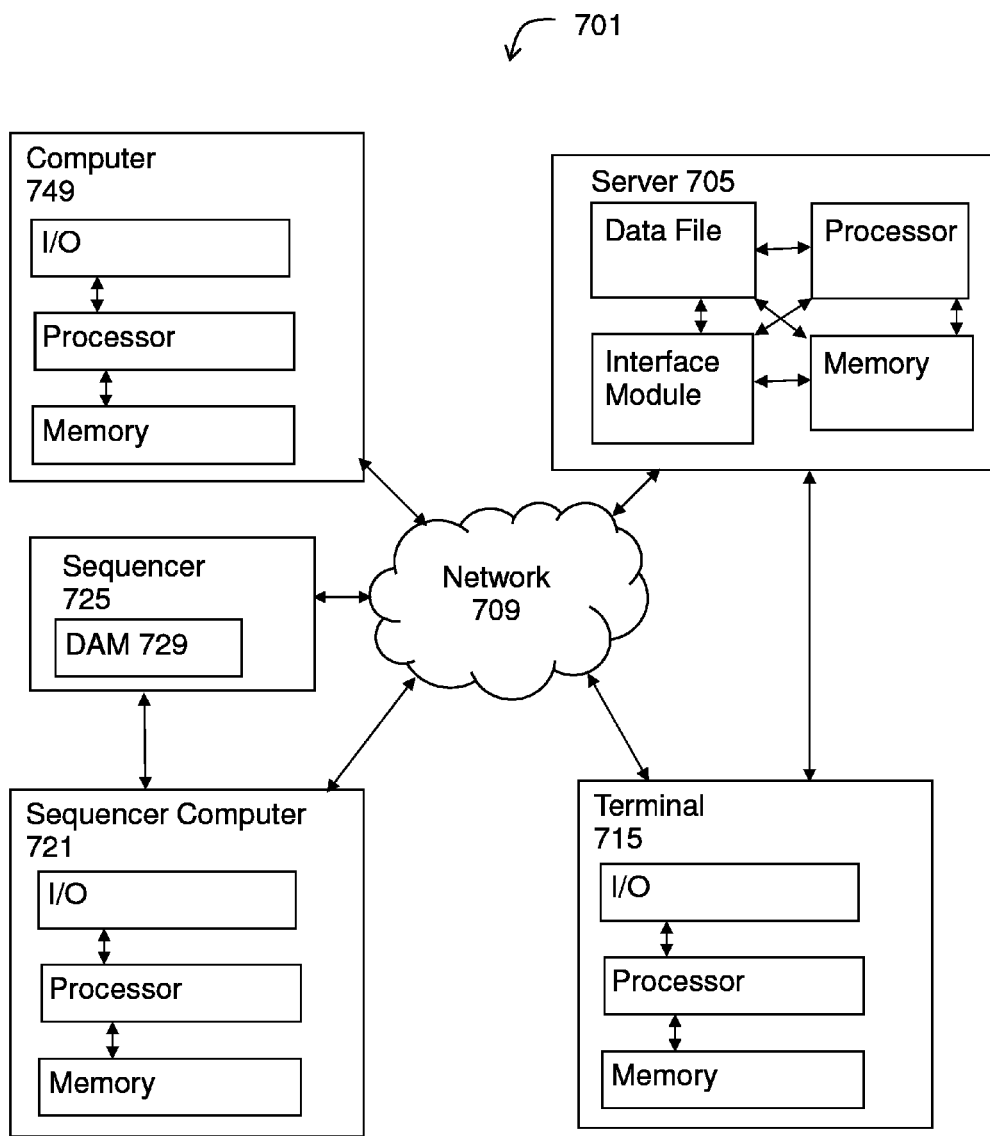 701
Computer
749
I/O
Processor
Memory
Server 705
Data File
Processor
Interface
Module
Memory
Sequencer
725
DAM 729
Network
709
Sequencer Computer
721
I/O
Processor
Memory
Terminal
715
I/O
Processor
Memory